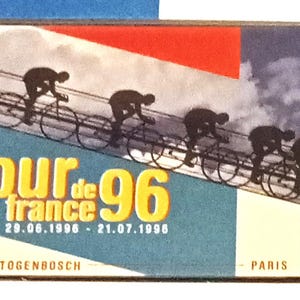 our de
france 96
29.06.1996 - 21.07.1996
TOGENBOSCH PARIS